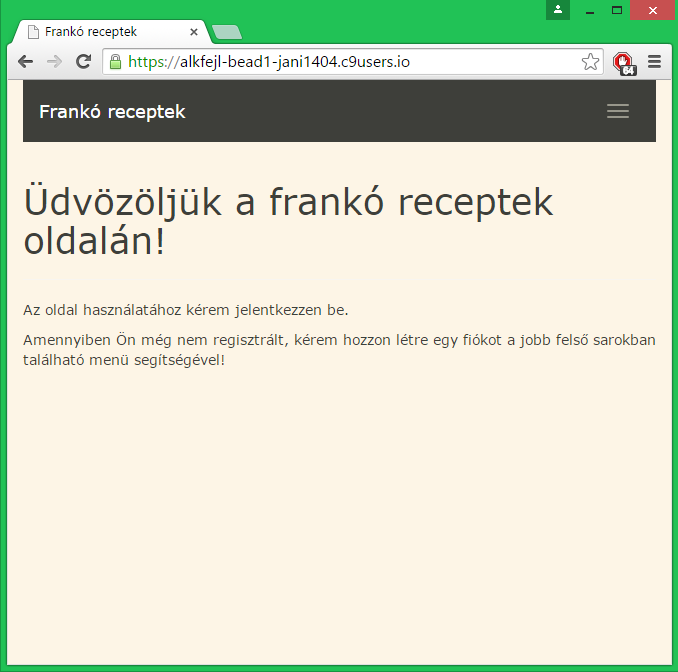 Frankó receptek
https://alkfejl-bead1-jani1404.c9users.io
64
Frankó receptek
Üdvözöljük a frankó receptek
oldalán!
Az oldal használatához kérem jelentkezzen be.
Amennyiben Ön még nem regisztrált, kérem hozzon létre egy fiókot a jobb felső sarokban
található menü segítségével!